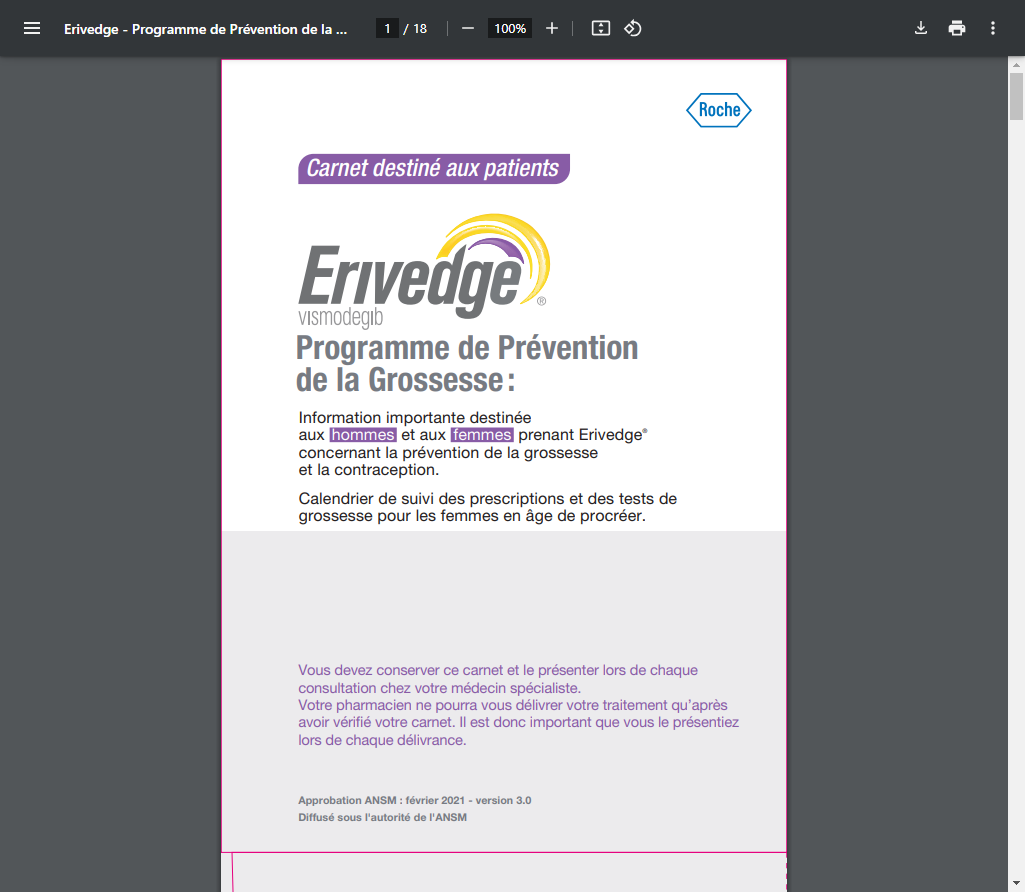 Erivedge - Programme de Prévention de la ...
1 / 18
100%
Roche
Carnet destiné aux patients
Erivedge®
vismodegib
Programme de Prévention
de la Grossesse :
Information importante destinée
aux hommes et aux femmes prenant Erivedge®
concernant la prévention de la grossesse
et la contraception.
Calendrier de suivi des prescriptions et des tests de
grossesse pour les femmes en âge de procréer.
Vous devez conserver ce carnet et le présenter lors de chaque
consultation chez votre médecin spécialiste.
Votre pharmacien ne pourra vous délivrer votre traitement qu'après
avoir vérifié votre carnet. Il est donc important que vous le présentiez
lors de chaque délivrance.
Approbation ANSM : février 2021 - version 3.0
Diffusé sous l'autorité de l'ANSM